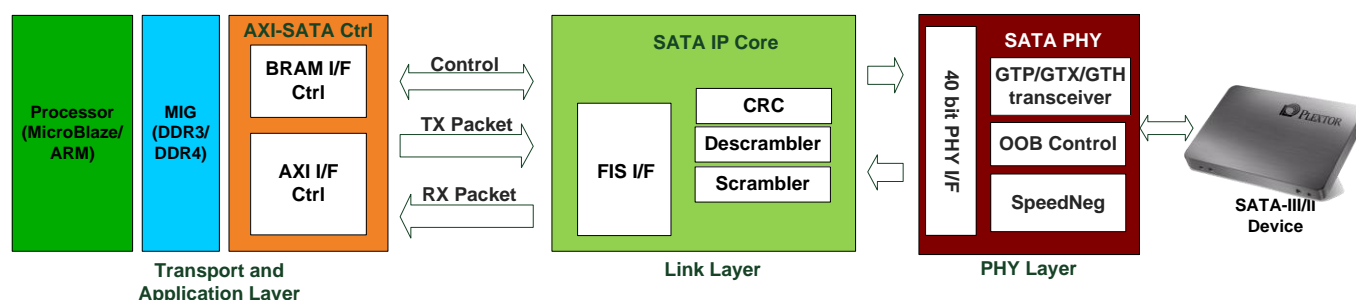 Processor
(MicroBlaze/
ARM)
MIG
(DDR3/
DDR4)
AXI-SATA Ctrl
BRAM I/F
Ctrl
AXI I/F
Ctrl
Transport and
Application Layer
Control
TX Packet
RX Packet
SATA IP Core
FIS I/F
CRC
Descrambler
Scrambler
Link Layer
SATA PHY
40 bit PHY I/F
GTP/GTX/GTH
transceiver
OOB Control
SpeedNeg
PHY Layer
PLEXTOR
SATA-III/II
Device